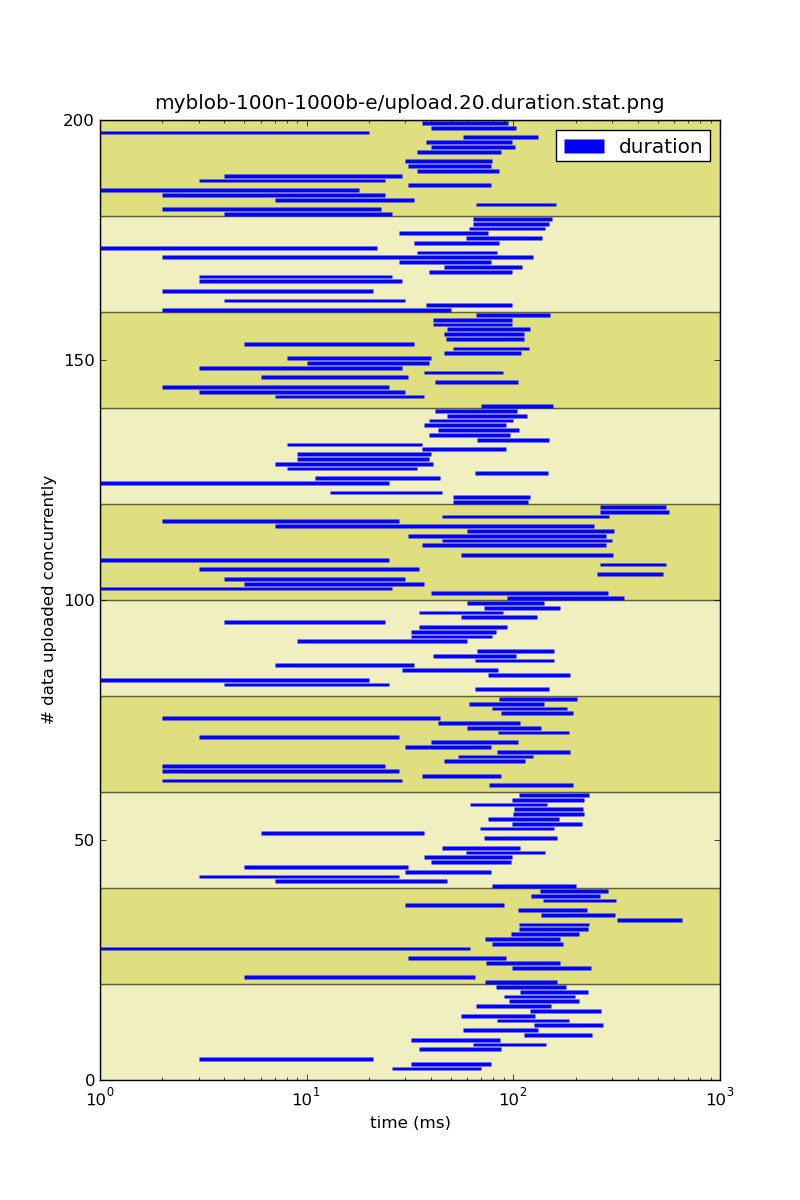 myblob-100n-1000b-e/upload.20.duration.stat.png
duration
200
150
100
50
0
# data uploaded concurrently
10⁰ 10¹ 10² 10³
time (ms)